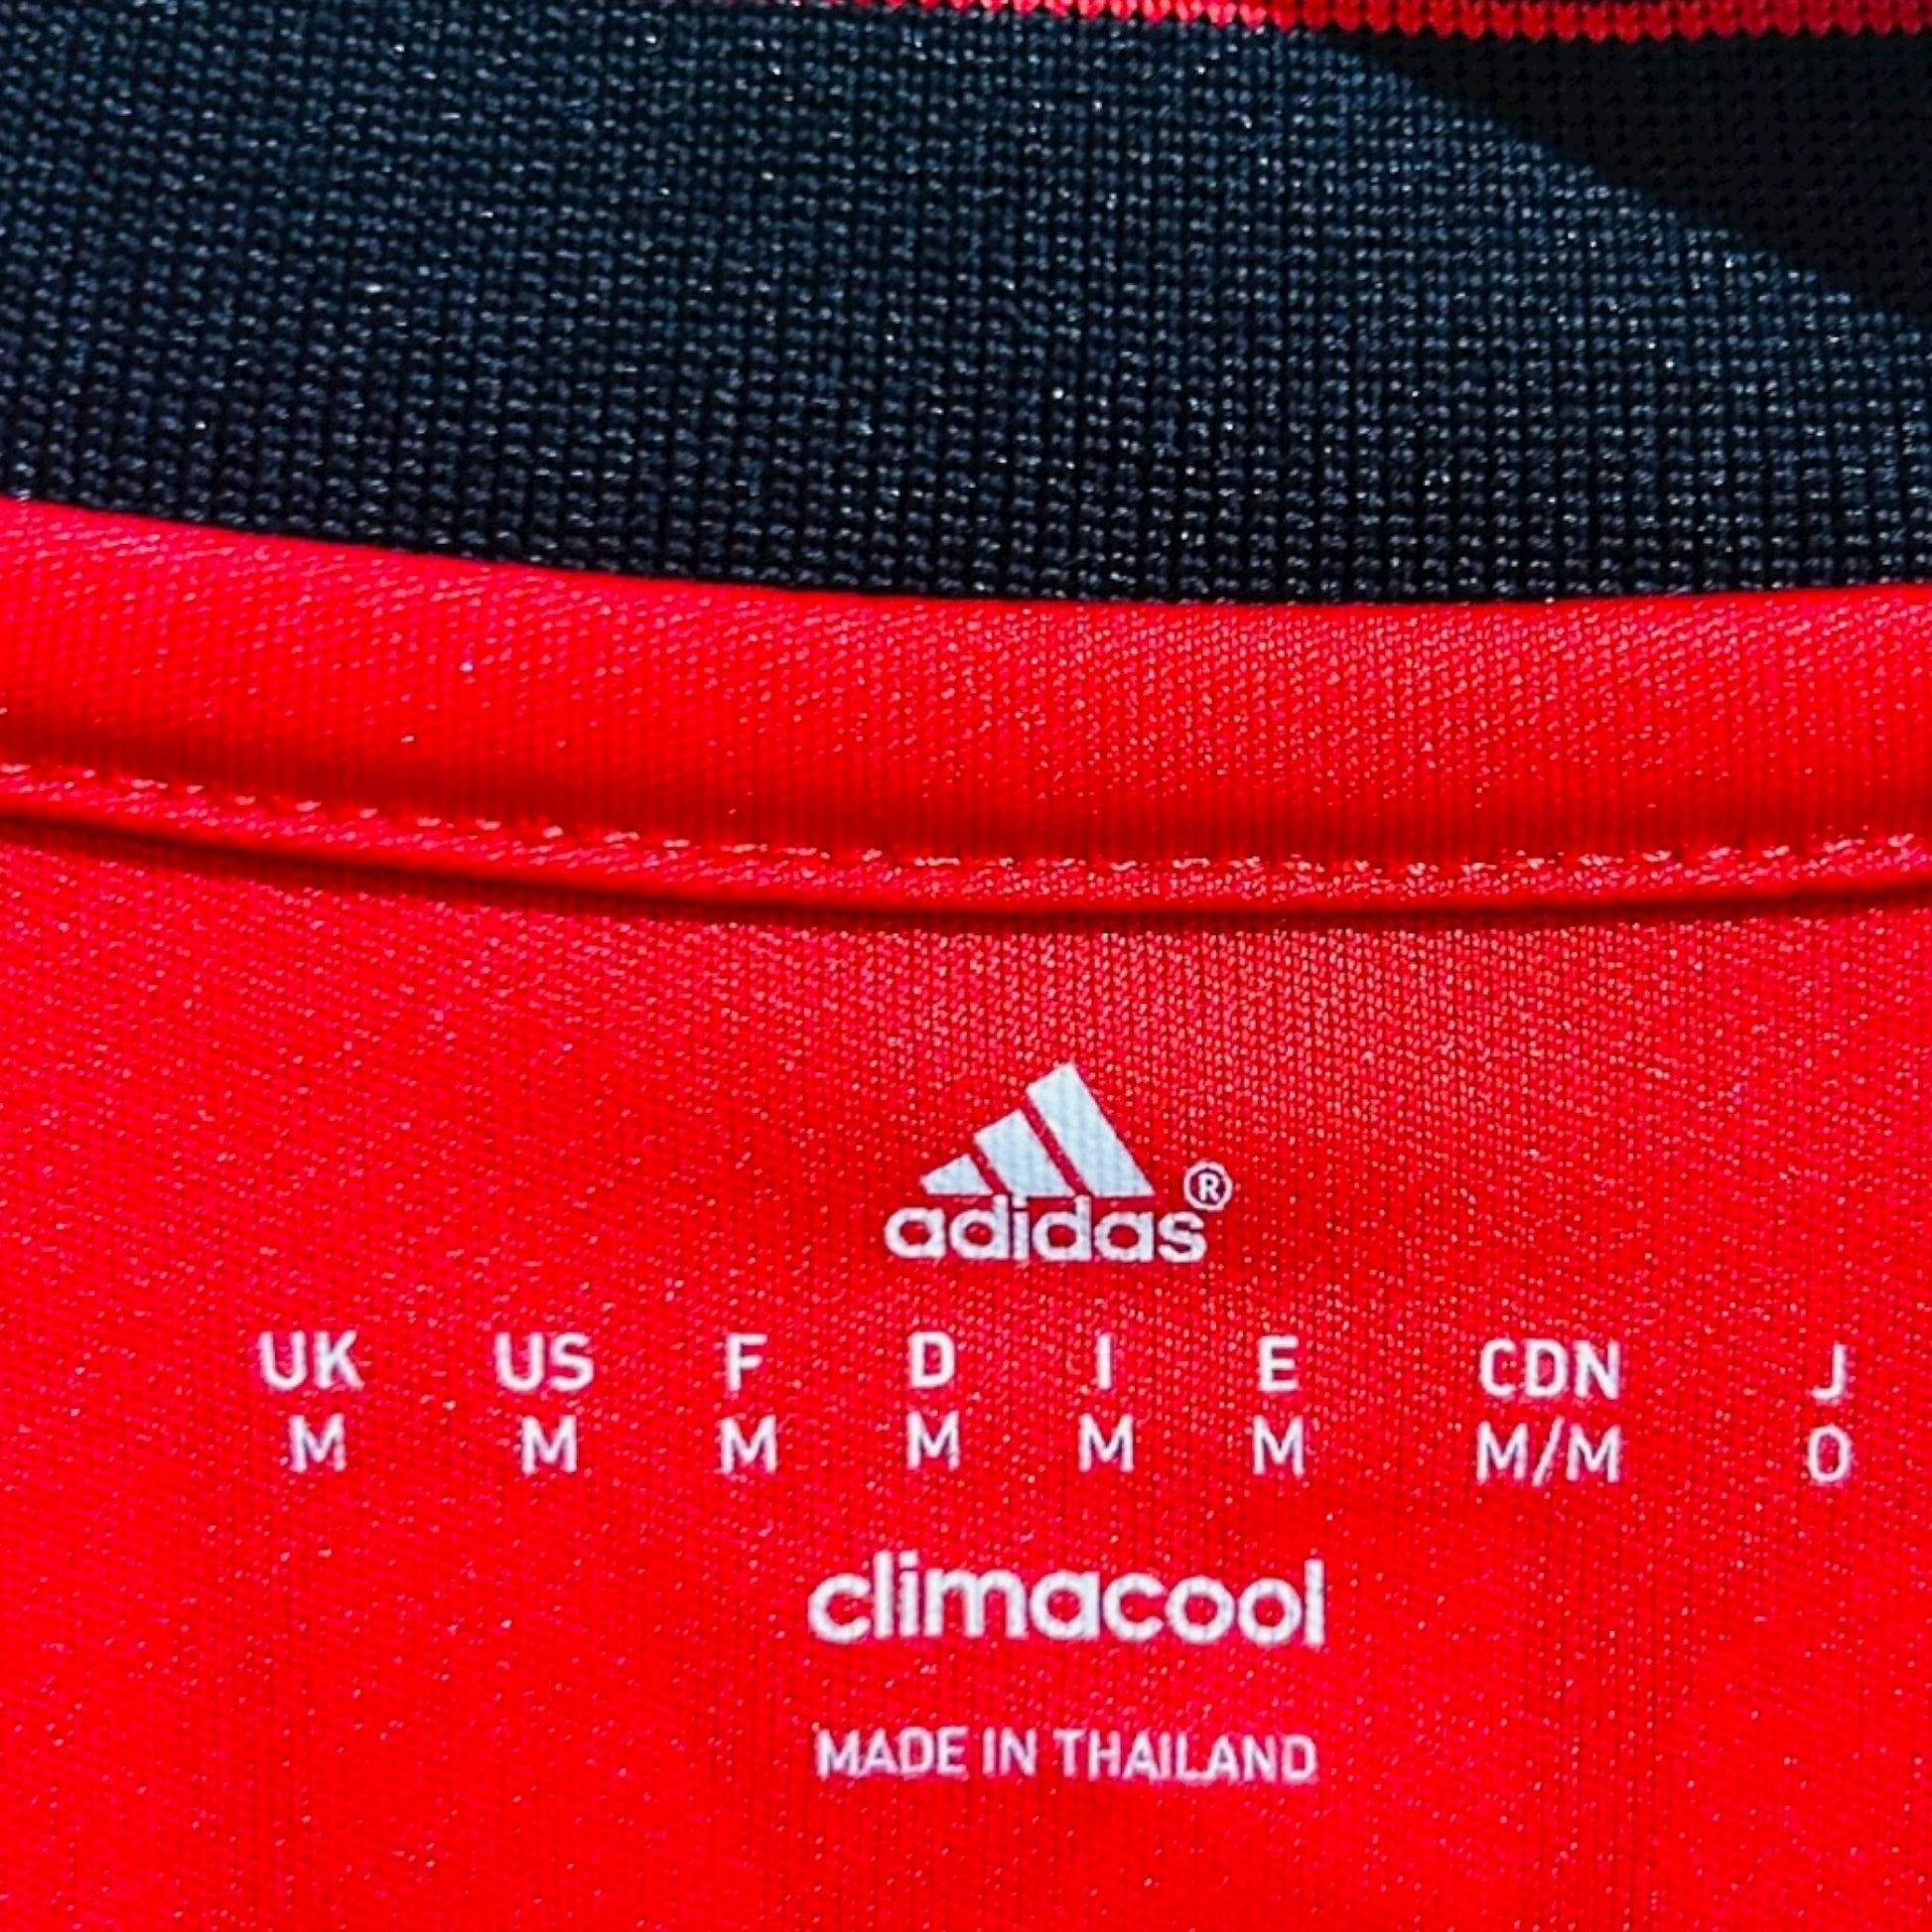 adidas®
UK US F D I E CDN J
M M M M M M M/M O
climacool
MADE IN THAILAND